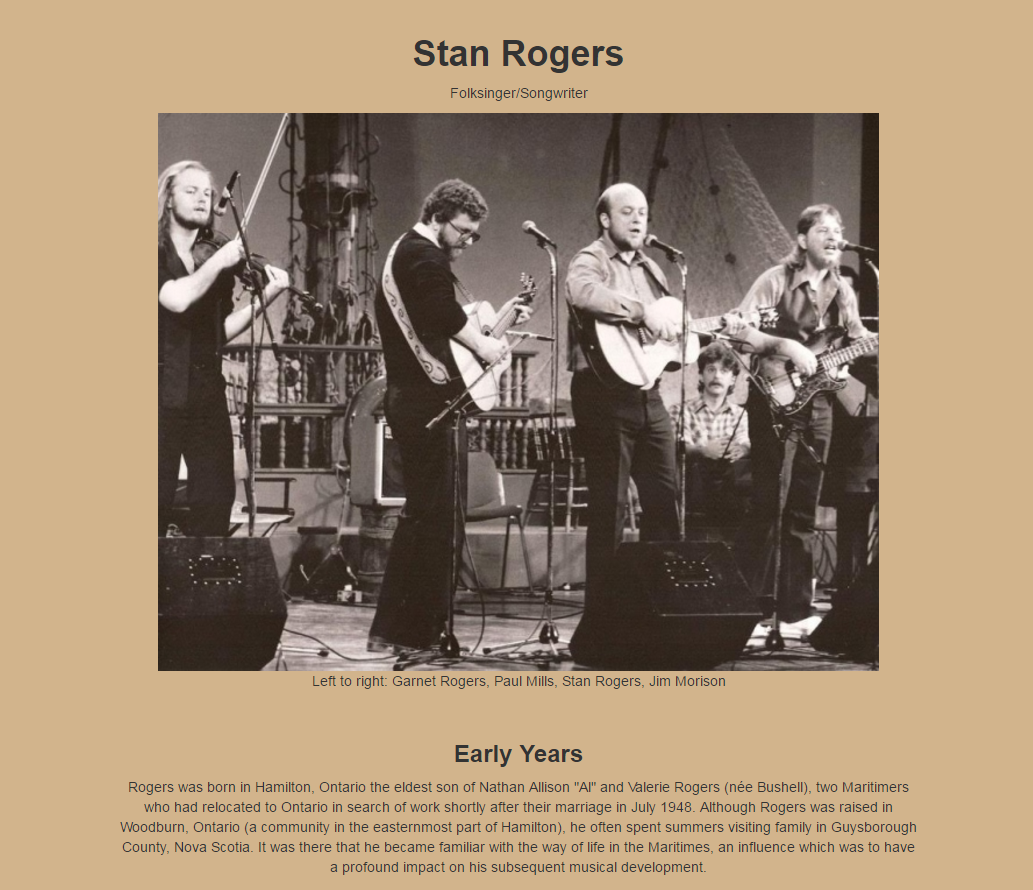 Stan Rogers
Folksinger/Songwriter
Left to right: Garnet Rogers, Paul Mills, Stan Rogers, Jim Morison
Early Years
Rogers was born in Hamilton, Ontario the eldest son of Nathan Allison "Al" and Valerie Rogers (née Bushell), two Maritimers
who had relocated to Ontario in search of work shortly after their marriage in July 1948. Although Rogers was raised in
Woodburn, Ontario (a community in the easternmost part of Hamilton), he often spent summers visiting family in Guysborough
County, Nova Scotia. It was there that he became familiar with the way of life in the Maritimes, an influence which was to have
a profound impact on his subsequent musical development.